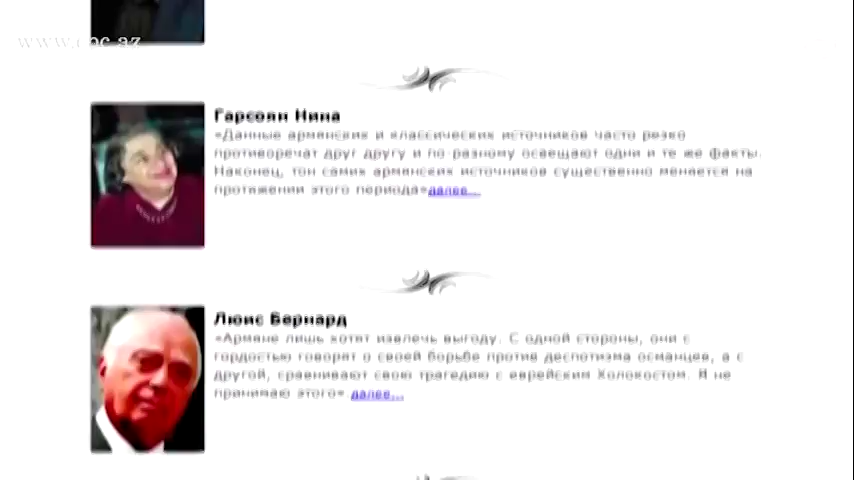 Гарсоян Нина
«Данные армянских и классических источников часто резко
противоречат друг другу и по разному освещают одни и те же факты.
Наконец, тон самих армянских источников существенно меняется на
протяжении этого периода»далее...
Люис Бернард
«Армяне лишь хотят извлечь выгоду. С одной стороны, они с
гордостью говорят о своей борьбе против деспотизма османцев, а с
другой, сравнивают свою трагедию с еврейским Холокостом. Я не
принимаю этого».далее...